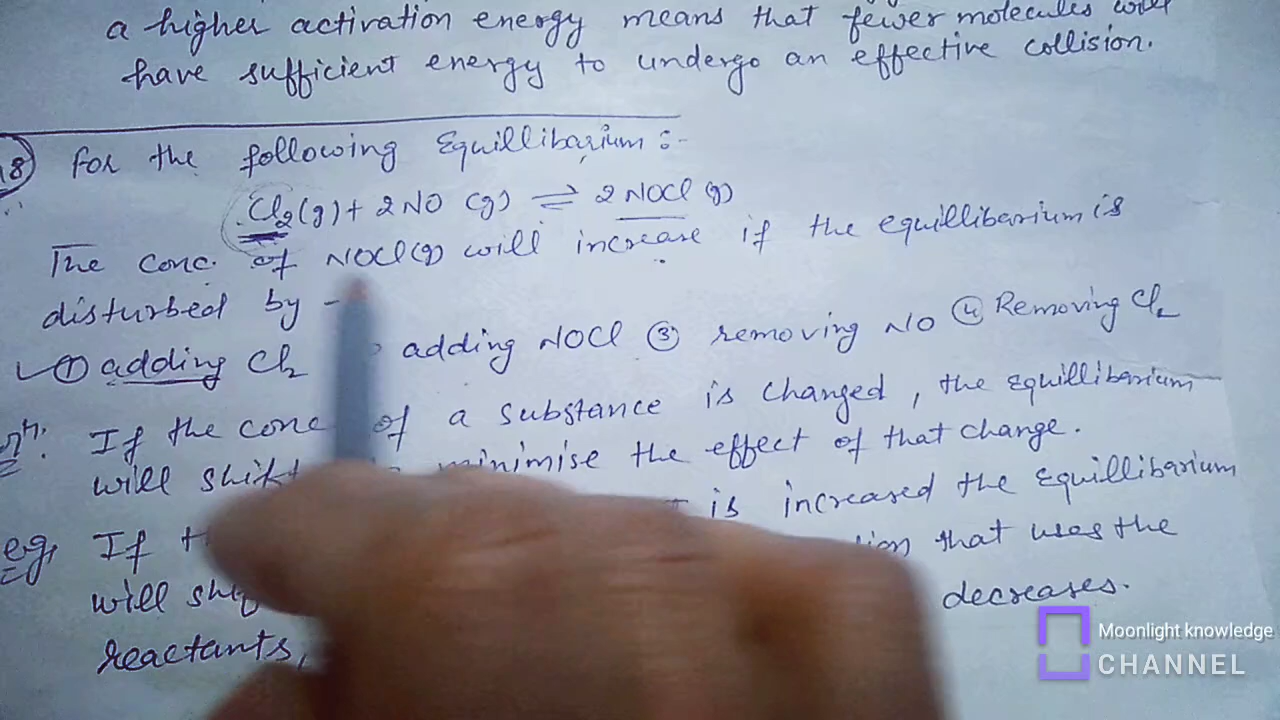 a higher activation energy means that fewer molecules will
have sufficient energy to undergo an effective collision.
18 for the following Equillibarium:-
Cl2(g) + 2NO (g) ⇌ 2 NOCl (g)
The conc. of NOCl(g) will increase if the equillibarium is
disturbed by -
① adding Cl2 adding NOCl ③ removing NO ④ Removing Cl2
If the conc of a substance is changed, the equillibarium
will shift minimise the effect of that change.
eg, If is increased the equillibarium
will that uses the
reactants, decreases.
Moonlight knowledge
CHANNEL